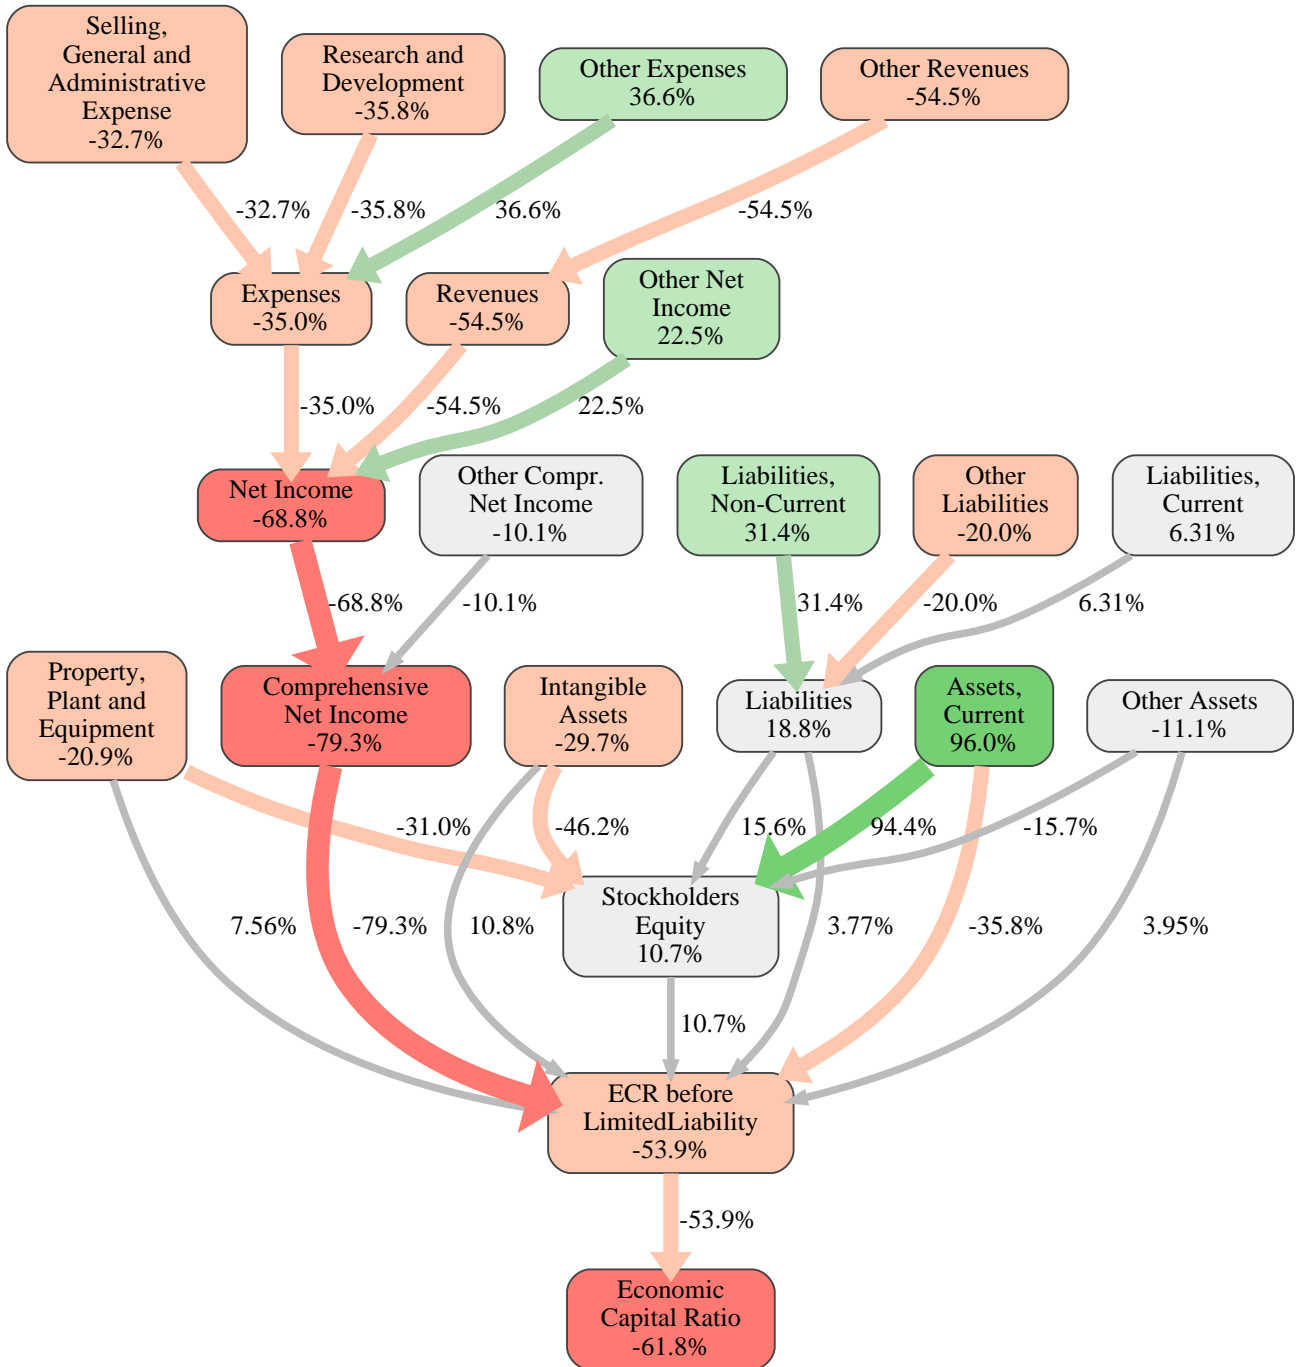 Selling,
General and
Administrative
Expense
-32.7%
Research and
Development
-35.8%
Other Expenses
36.6%
Other Revenues
-54.5%
-32.7%
-35.8%
36.6%
-54.5%
Expenses
-35.0%
Revenues
-54.5%
Other Net
Income
22.5%
-35.0%
-54.5%
22.5%
Net Income
-68.8%
Other Compr.
Net Income
-10.1%
Liabilities,
Non-Current
31.4%
Other
Liabilities
-20.0%
Liabilities,
Current
6.31%
-68.8%
-10.1%
31.4%
-20.0%
6.31%
Property,
Plant and
Equipment
-20.9%
Comprehensive
Net Income
-79.3%
Intangible
Assets
-29.7%
Liabilities
18.8%
Assets,
Current
96.0%
Other Assets
-11.1%
-31.0%
-46.2%
15.6%
94.4%
-15.7%
Stockholders
Equity
10.7%
7.56%
-79.3%
10.8%
3.77%
-35.8%
3.95%
10.7%
ECR before
LimitedLiability
-53.9%
-53.9%
Economic
Capital Ratio
-61.8%